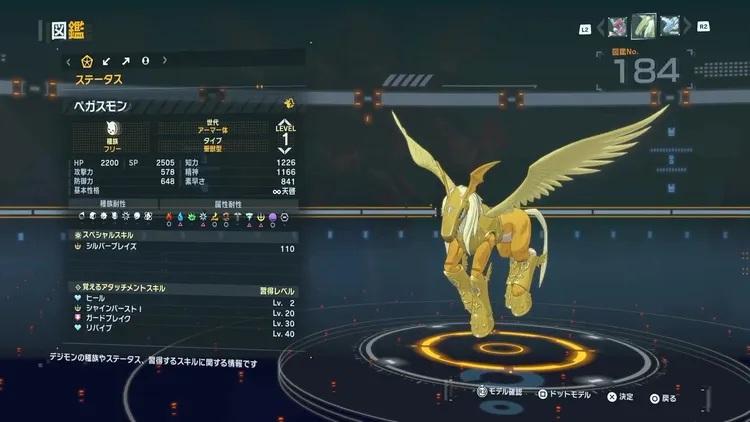 図鑑
L2
R2
図鑑No.
184
ステータス
ペガスモン
種族
フリー
世代
アーマー体
タイプ
聖獣型
LEVEL
1
HP 2200 SP 2505 知力 1226
攻撃力 578 精神 1166
防御力 648 素早さ 841
基本性格 天啓
種族耐性 属性耐性
スペシャルスキル
シルバーブレイズ 110
覚えるアタッチメントスキル 習得レベル
ヒール Lv. 2
シャインバーストⅠ Lv. 20
ガードブレイク Lv. 30
リバイブ Lv. 40
デジモンの種族やステータス、習得するスキルに関する情報です
モデル確認 ドットモデル 決定 戻る